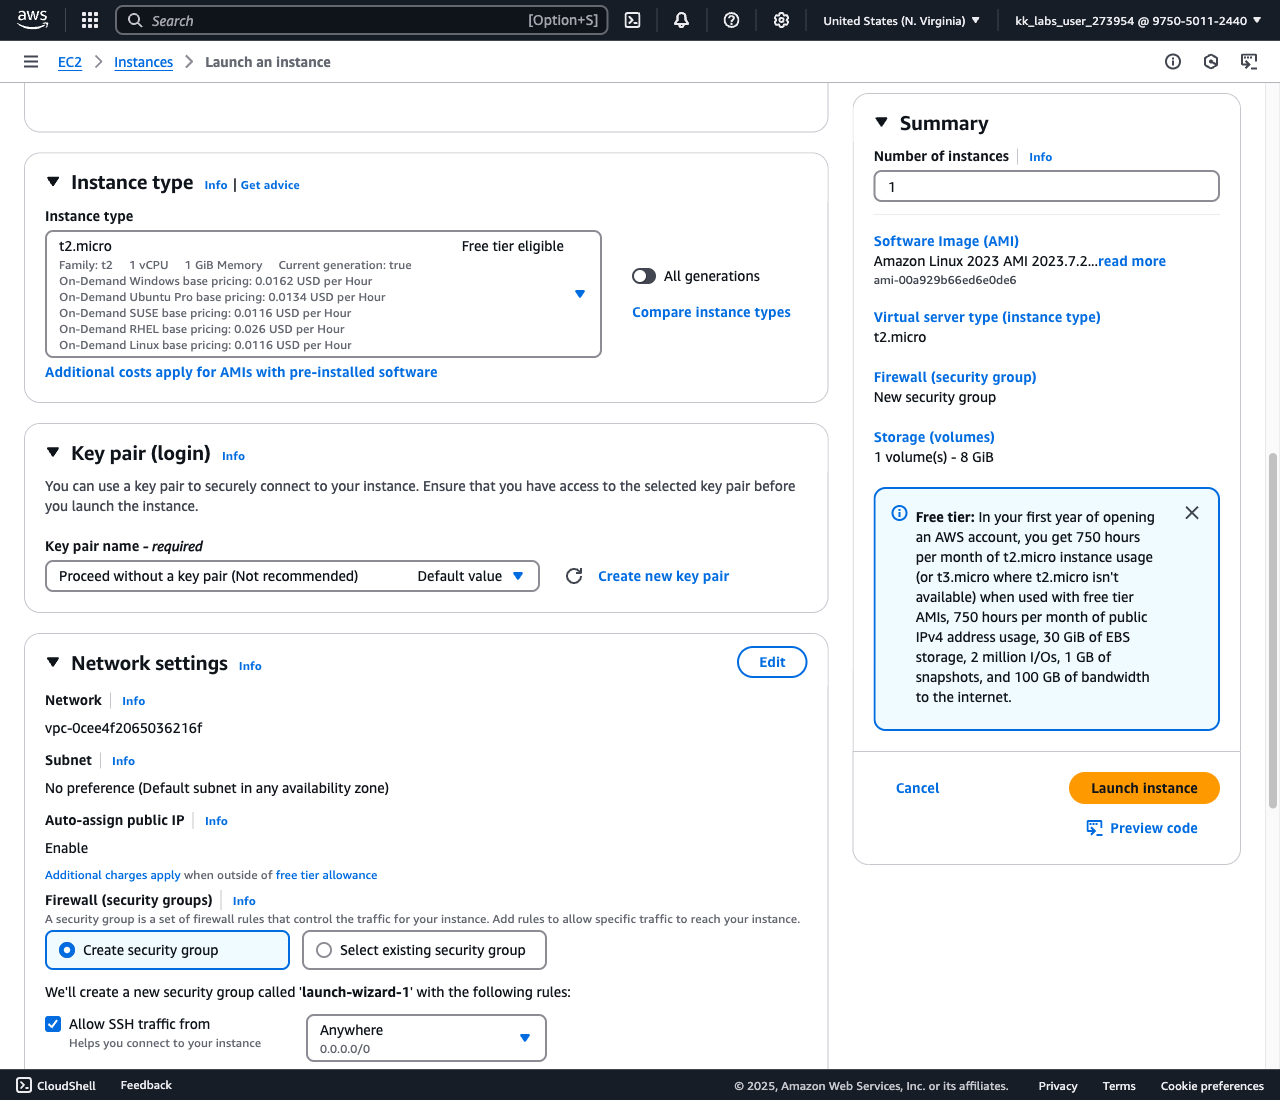 aws
Search [Option+S]
United States (N. Virginia)
kk_labs_user_273954 @ 9750-5011-2440
EC2 Instances Launch an instance
Instance type Info | Get advice
Instance type
t2.micro Free tier eligible
Family: t2 1 vCPU 1 GiB Memory Current generation: true
On-Demand Windows base pricing: 0.0162 USD per Hour
On-Demand Ubuntu Pro base pricing: 0.0134 USD per Hour
On-Demand SUSE base pricing: 0.0116 USD per Hour
On-Demand RHEL base pricing: 0.026 USD per Hour
On-Demand Linux base pricing: 0.0116 USD per Hour
All generations
Compare instance types
Additional costs apply for AMIs with pre-installed software
Key pair (login) Info
You can use a key pair to securely connect to your instance. Ensure that you have access to the selected key pair before
you launch the instance.
Key pair name - required
Proceed without a key pair (Not recommended) Default value
Create new key pair
Network settings Info
Edit
Network Info
vpc-0cee4f2065036216f
Subnet Info
No preference (Default subnet in any availability zone)
Auto-assign public IP Info
Enable
Additional charges apply when outside of free tier allowance
Firewall (security groups) Info
A security group is a set of firewall rules that control the traffic for your instance. Add rules to allow specific traffic to reach your instance.
Create security group
Select existing security group
We'll create a new security group called 'launch-wizard-1' with the following rules:
Allow SSH traffic from
Helps you connect to your instance
Anywhere
0.0.0.0/0
Summary
Number of instances Info
1
Software Image (AMI)
Amazon Linux 2023 AMI 2023.7.2...read more
ami-00a929b66ed6e0de6
Virtual server type (instance type)
t2.micro
Firewall (security group)
New security group
Storage (volumes)
1 volume(s) - 8 GiB
Free tier: In your first year of opening
an AWS account, you get 750 hours
per month of t2.micro instance usage
(or t3.micro where t2.micro isn't
available) when used with free tier
AMIs, 750 hours per month of public
IPv4 address usage, 30 GiB of EBS
storage, 2 million I/Os, 1 GB of
snapshots, and 100 GB of bandwidth
to the internet.
Cancel
Launch instance
Preview code
CloudShell Feedback
© 2025, Amazon Web Services, Inc. or its affiliates. Privacy Terms Cookie preferences